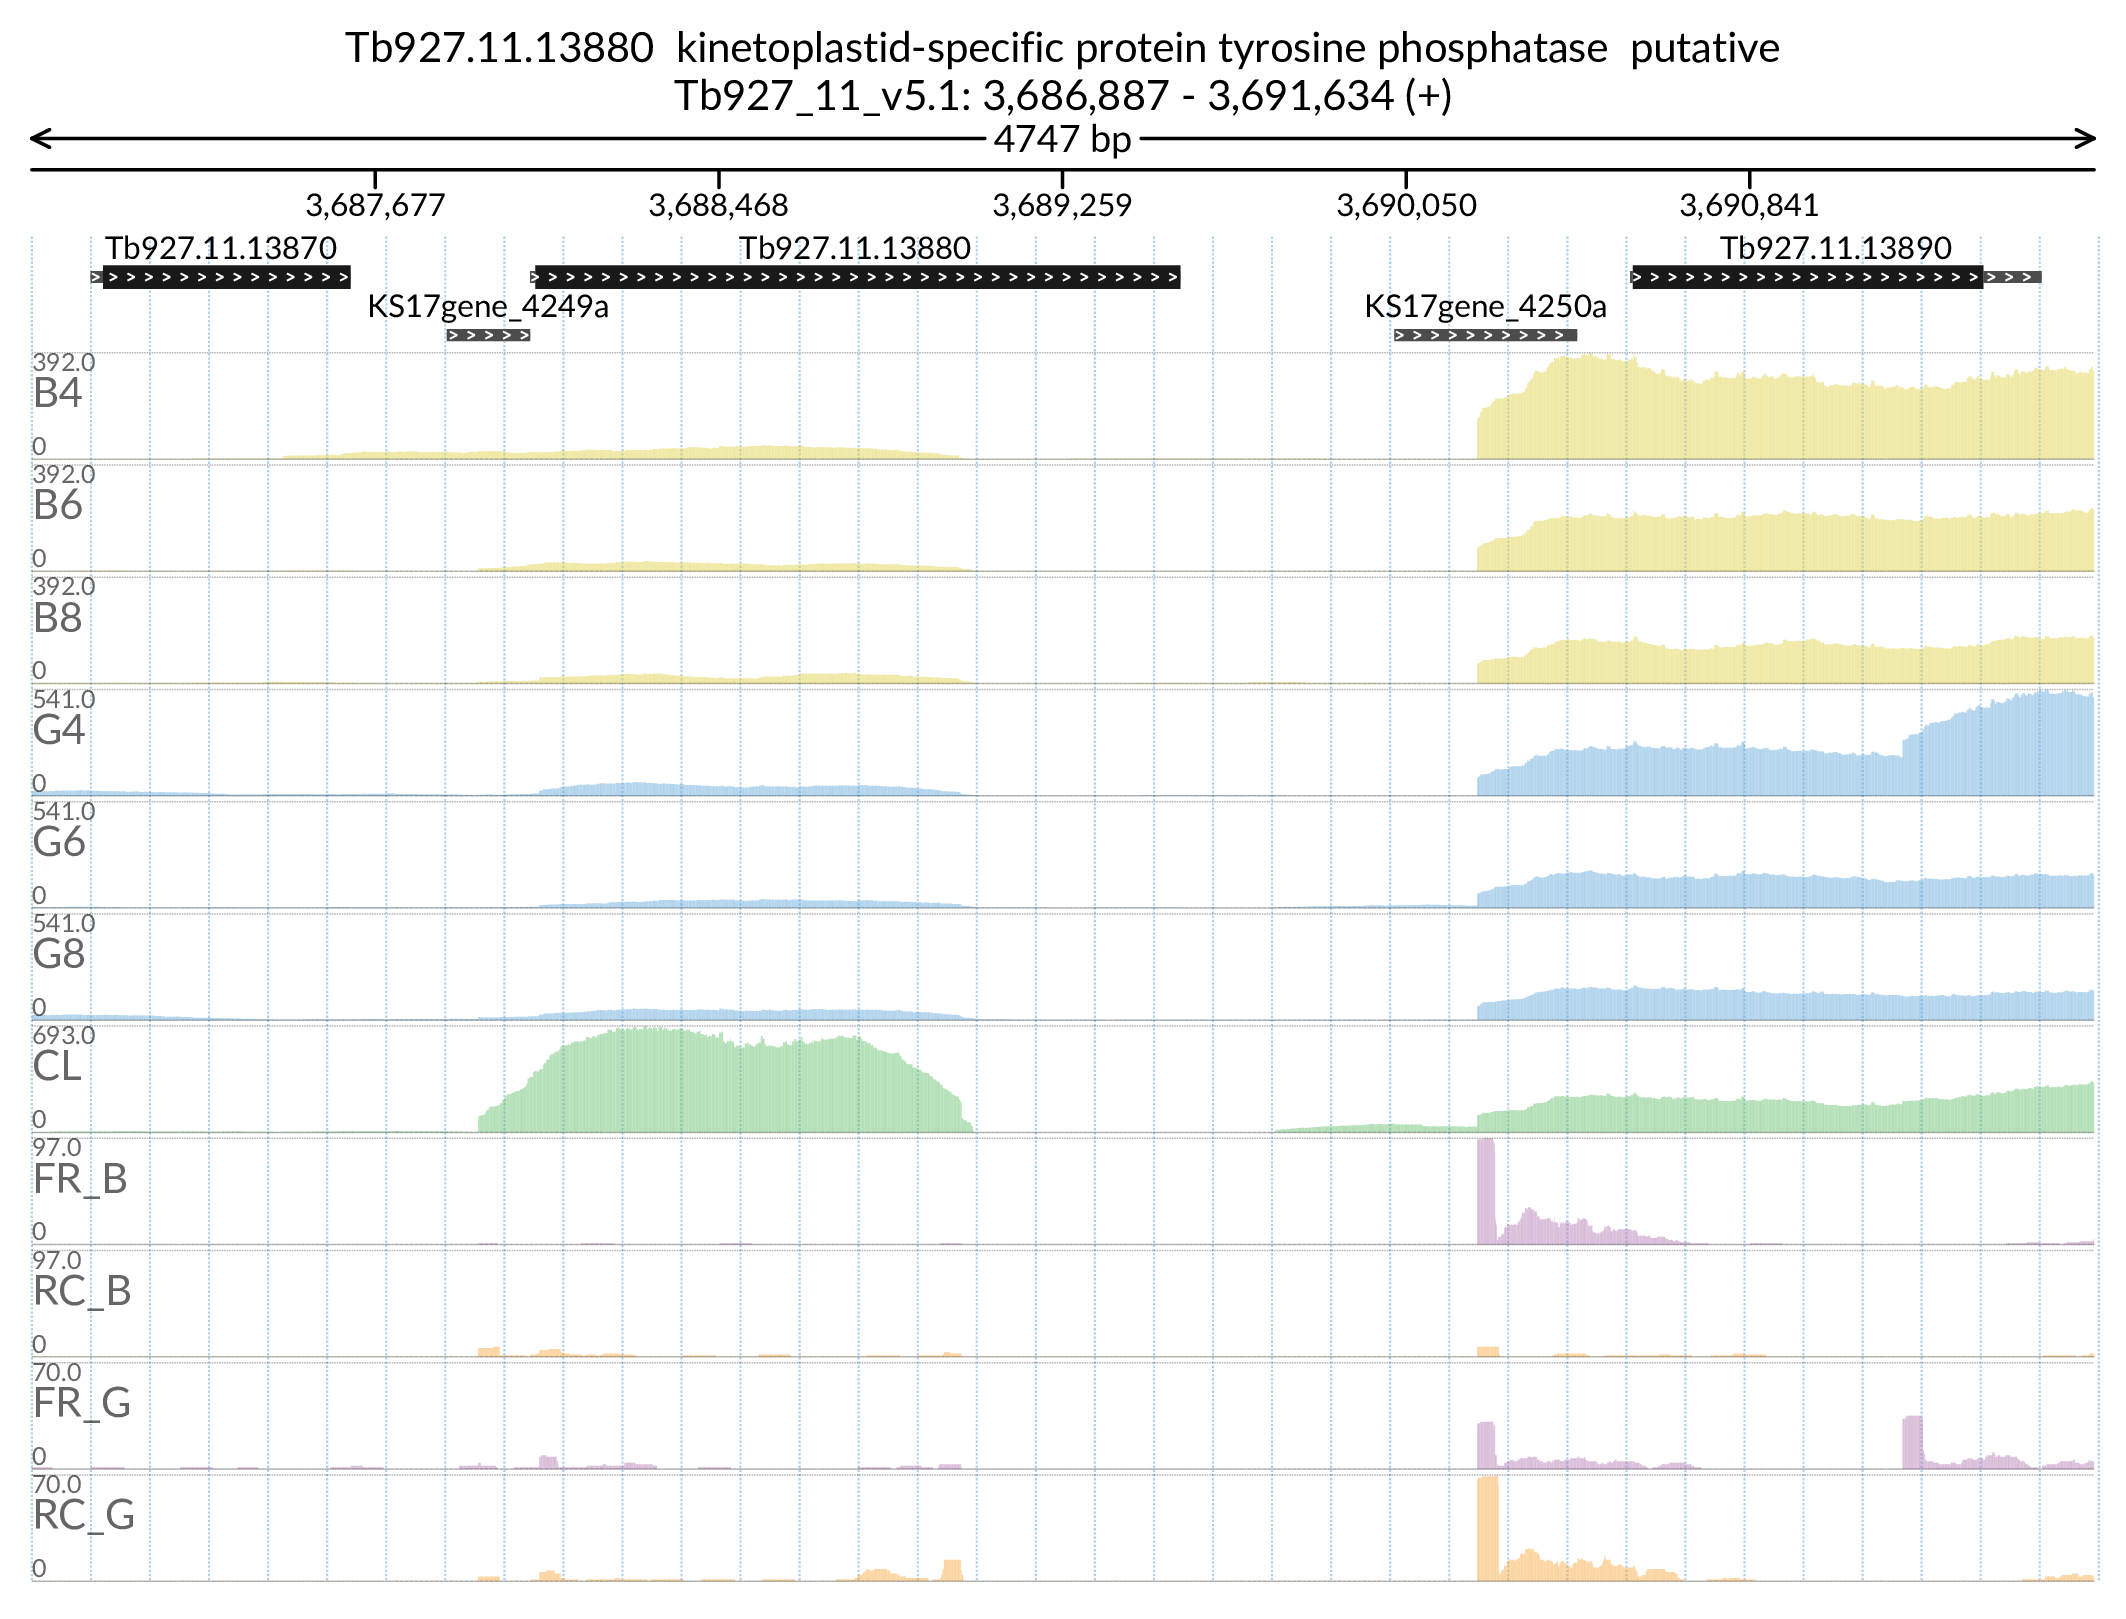 Tb927.11.13880  kinetoplastid-specific protein tyrosine phosphatase  putative
Tb927_11_v5.1: 3,686,887 - 3,691,634 (+)
4747 bp
3,687,677 3,688,468 3,689,259 3,690,050 3,690,841
Tb927.11.13870 Tb927.11.13880 Tb927.11.13890
KS17gene_4249a KS17gene_4250a
392.0
B4
0
392.0
B6
0
392.0
B8
0
541.0
G4
0
541.0
G6
0
541.0
G8
0
693.0
CL
0
97.0
FR_B
0
97.0
RC_B
0
70.0
FR_G
0
70.0
RC_G
0